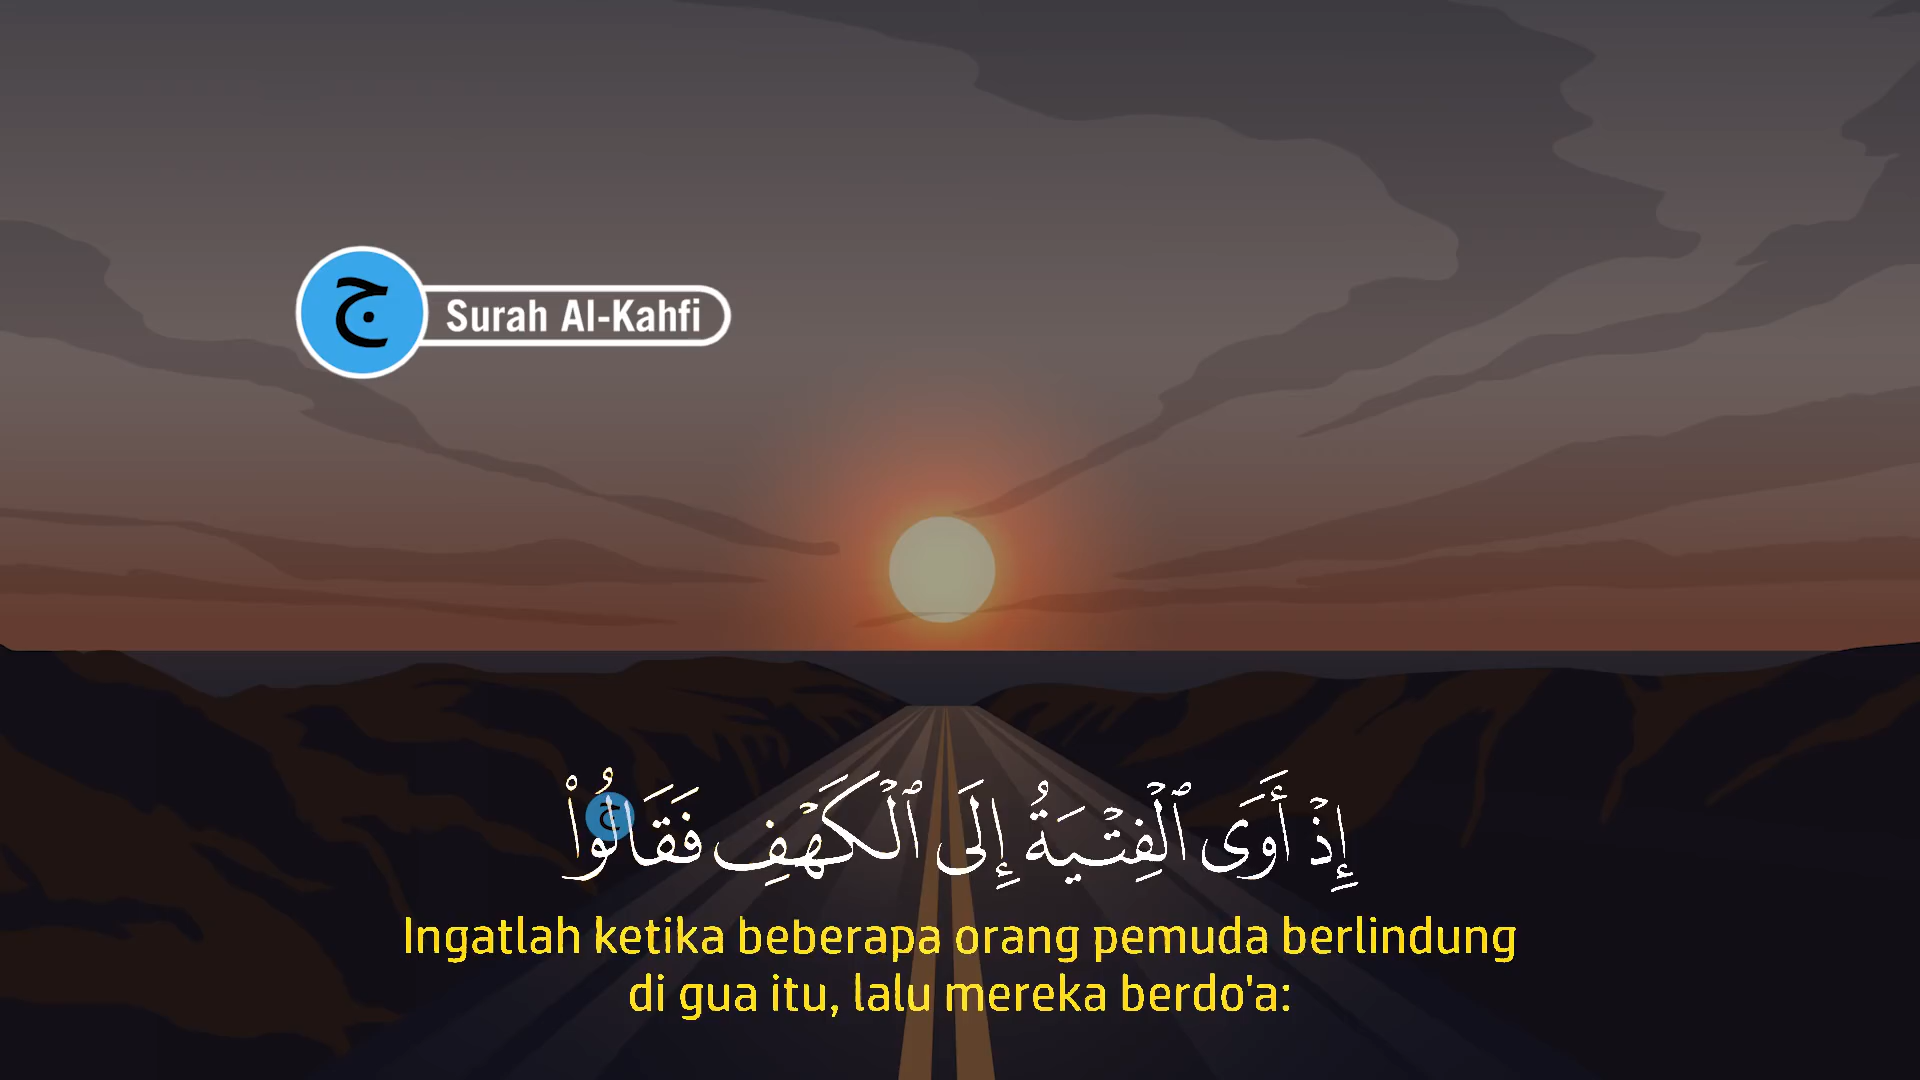 ج
Surah Al-Kahfi
إِذْ أَوَى ٱلْفِتْيَةُ إِلَى ٱلْكَهْفِ فَقَالُوا۟
ج
Ingatlah ketika beberapa orang pemuda berlindung
di gua itu, lalu mereka berdo'a: